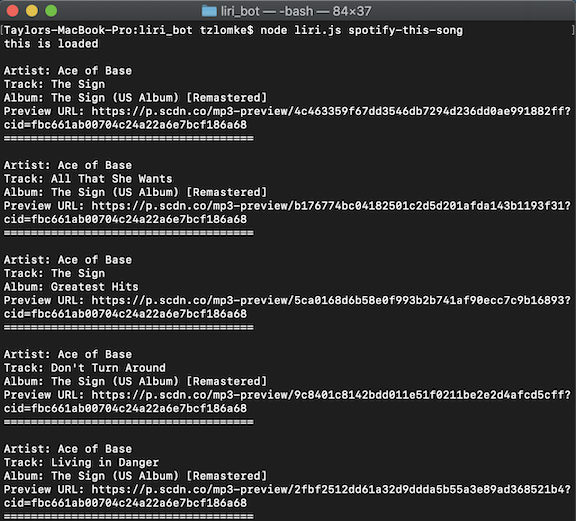 liri_bot — -bash — 84×37
[Taylors-MacBook-Pro:liri_bot tzlomke$ node liri.js spotify-this-song]
this is loaded
Artist: Ace of Base
Track: The Sign
Album: The Sign (US Album) [Remastered]
Preview URL: https://p.scdn.co/mp3-preview/4c463359f67dd3546db7294d236dd0ae991882ff?
cid=fbc661ab00704c24a22a6e7bcf186a68
=====================================
Artist: Ace of Base
Track: All That She Wants
Album: The Sign (US Album) [Remastered]
Preview URL: https://p.scdn.co/mp3-preview/b176774bc04182501c2d5d201afda143b1193f31?
cid=fbc661ab00704c24a22a6e7bcf186a68
=====================================
Artist: Ace of Base
Track: The Sign
Album: Greatest Hits
Preview URL: https://p.scdn.co/mp3-preview/5ca0168d6b58e0f993b2b741af90ecc7c9b16893?
cid=fbc661ab00704c24a22a6e7bcf186a68
=====================================
Artist: Ace of Base
Track: Don't Turn Around
Album: The Sign (US Album) [Remastered]
Preview URL: https://p.scdn.co/mp3-preview/9c8401c8142bdd011e51f0211be2e2d4afcd5cff?
cid=fbc661ab00704c24a22a6e7bcf186a68
=====================================
Artist: Ace of Base
Track: Living in Danger
Album: The Sign (US Album) [Remastered]
Preview URL: https://p.scdn.co/mp3-preview/2fbf2512dd61a32d9ddda5b55a3e89ad368521b4?
cid=fbc661ab00704c24a22a6e7bcf186a68
=====================================